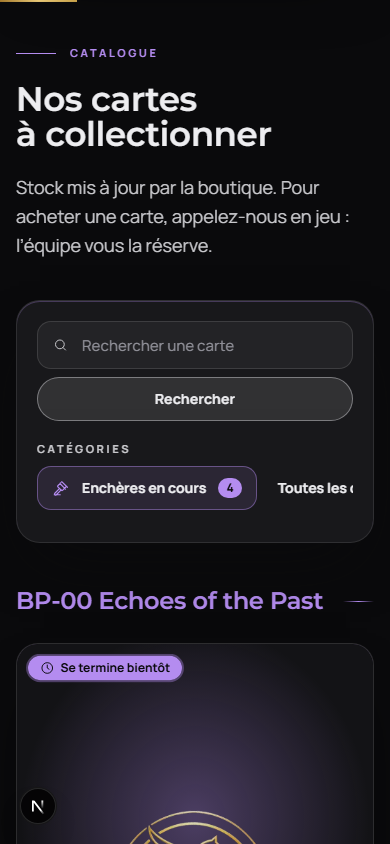 CATALOGUE
Nos cartes
à collectionner
Stock mis à jour par la boutique. Pour
acheter une carte, appelez-nous en jeu :
l'équipe vous la réserve.
Rechercher une carte
Rechercher
CATÉGORIES
Enchères en cours 4 Toutes les
BP-00 Echoes of the Past
Se termine bientôt
N